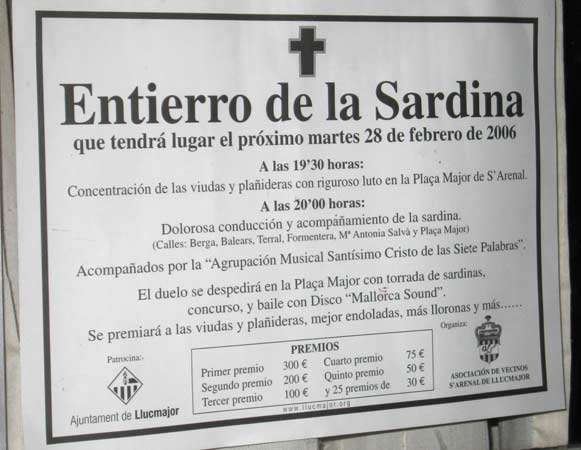 Entierro de la Sardina
que tendrá lugar el próximo martes 28 de febrero de 2006
A las 19'30 horas:
Concentración de las viudas y plañideras con riguroso luto en la Plaça Major de S'Arenal.
A las 20'00 horas:
Dolorosa conducción y acompañamiento de la sardina.
(Calles: Berga, Balears, Terral, Formentera, Mª Antonia Salvà y Plaça Major)
Acompañados por la “Agrupación Musical Santísimo Cristo de las Siete Palabras”.
El duelo se despedirá en la Plaça Major con torrada de sardinas,
concurso, y baile con Disco “Mallorca Sound”.
Se premiará a las viudas y plañideras, mejor endoladas, más lloronas y más......
Patrocina:
Ajuntament de Llucmajor
PREMIOS
Primer premio 300 € Cuarto premio 75 €
Segundo premio 200 € Quinto premio 50 €
Tercer premio 100 € y 25 premios de 30 €
www.llucmajor.org
Organiza:
ASOCIACIÓN DE VECINOS
S'ARENAL DE LLUCMAJOR